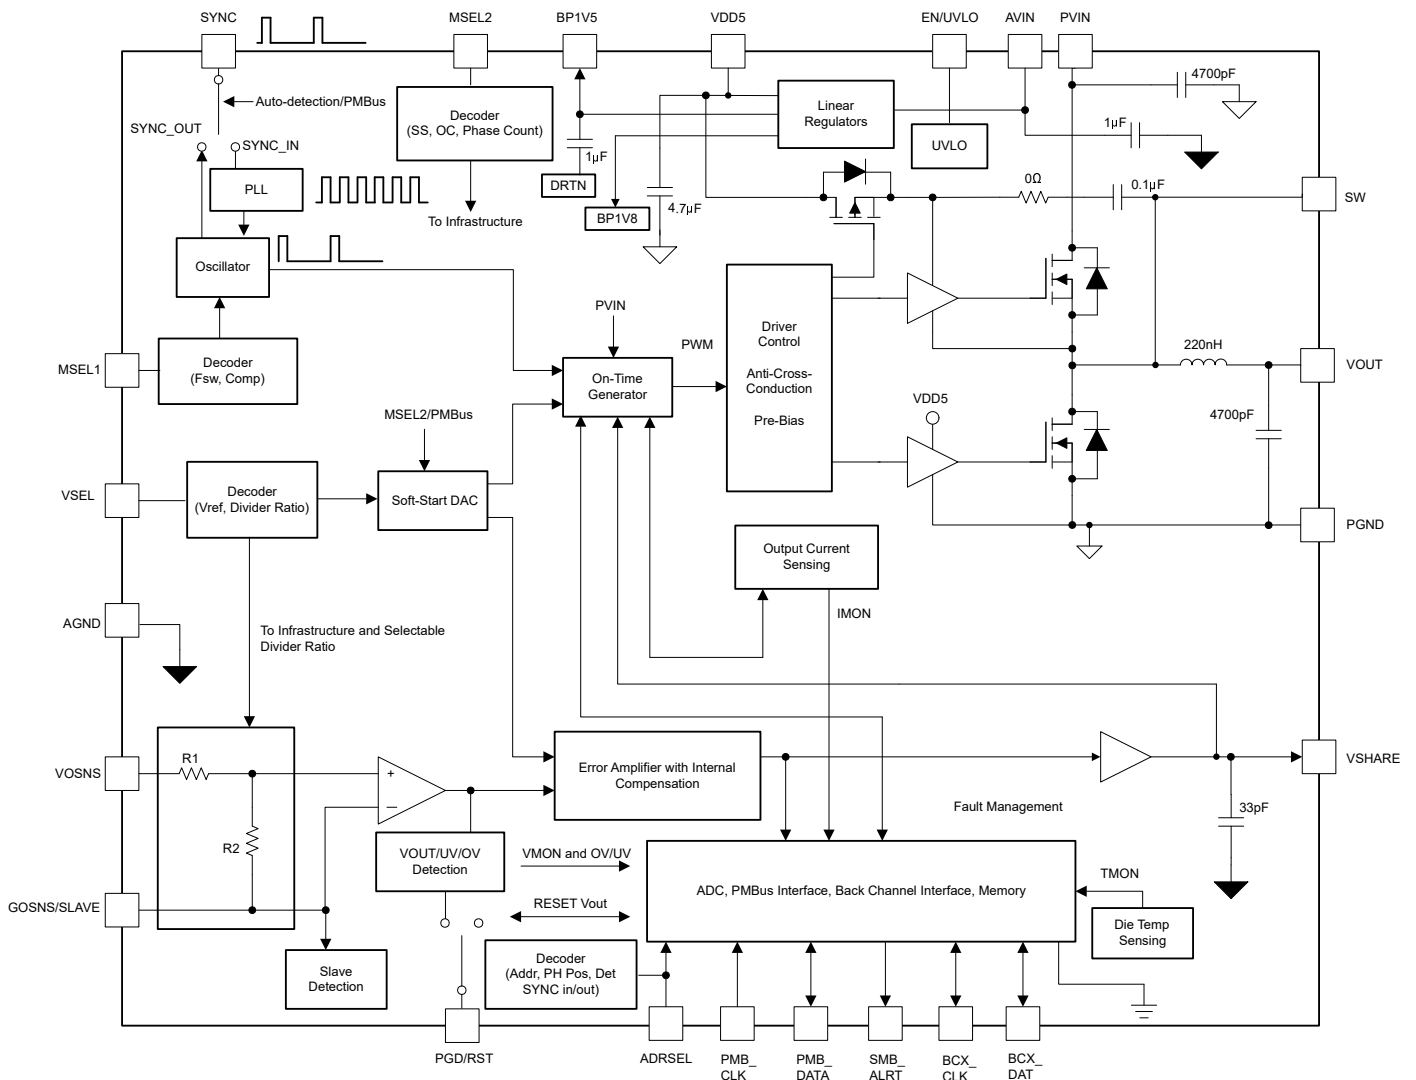 SYNC
MSEL2
BP1V5
VDD5
EN/UVLO
AVIN
PVIN
4700pF
Auto-detection/PMBus
Decoder
(SS, OC, Phase Count)
Linear
Regulators
SYNC_OUT
SYNC_IN
1µF
UVLO
1µF
PLL
DRTN
0Ω
0.1µF
SW
To Infrastructure
BP1V8
4.7µF
Oscillator
PVIN
PWM
Driver
Control
Anti-Cross-
Conduction
Pre-Bias
220nH
VOUT
MSEL1
Decoder
(Fsw, Comp)
On-Time
Generator
MSEL2/PMBus
VDD5
4700pF
VSEL
Decoder
(Vref, Divider Ratio)
Soft-Start DAC
PGND
Output Current
Sensing
IMON
AGND
To Infrastructure and Selectable
Divider Ratio
R1
VOSNS
+
−
Error Amplifier with Internal
Compensation
VSHARE
Fault Management
33pF
R2
VOUT/UV/OV
Detection
VMON and OV/UV
ADC, PMBus Interface, Back Channel Interface, Memory
TMON
GOSNS/SLAVE
RESET Vout
Die Temp
Sensing
Slave
Detection
Decoder
(Addr, PH Pos, Det
SYNC in/out)
PGD/RST
ADRSEL
PMB_
CLK
PMB_
DATA
SMB_
ALRT
BCX_
CLK
BCX_
DAT